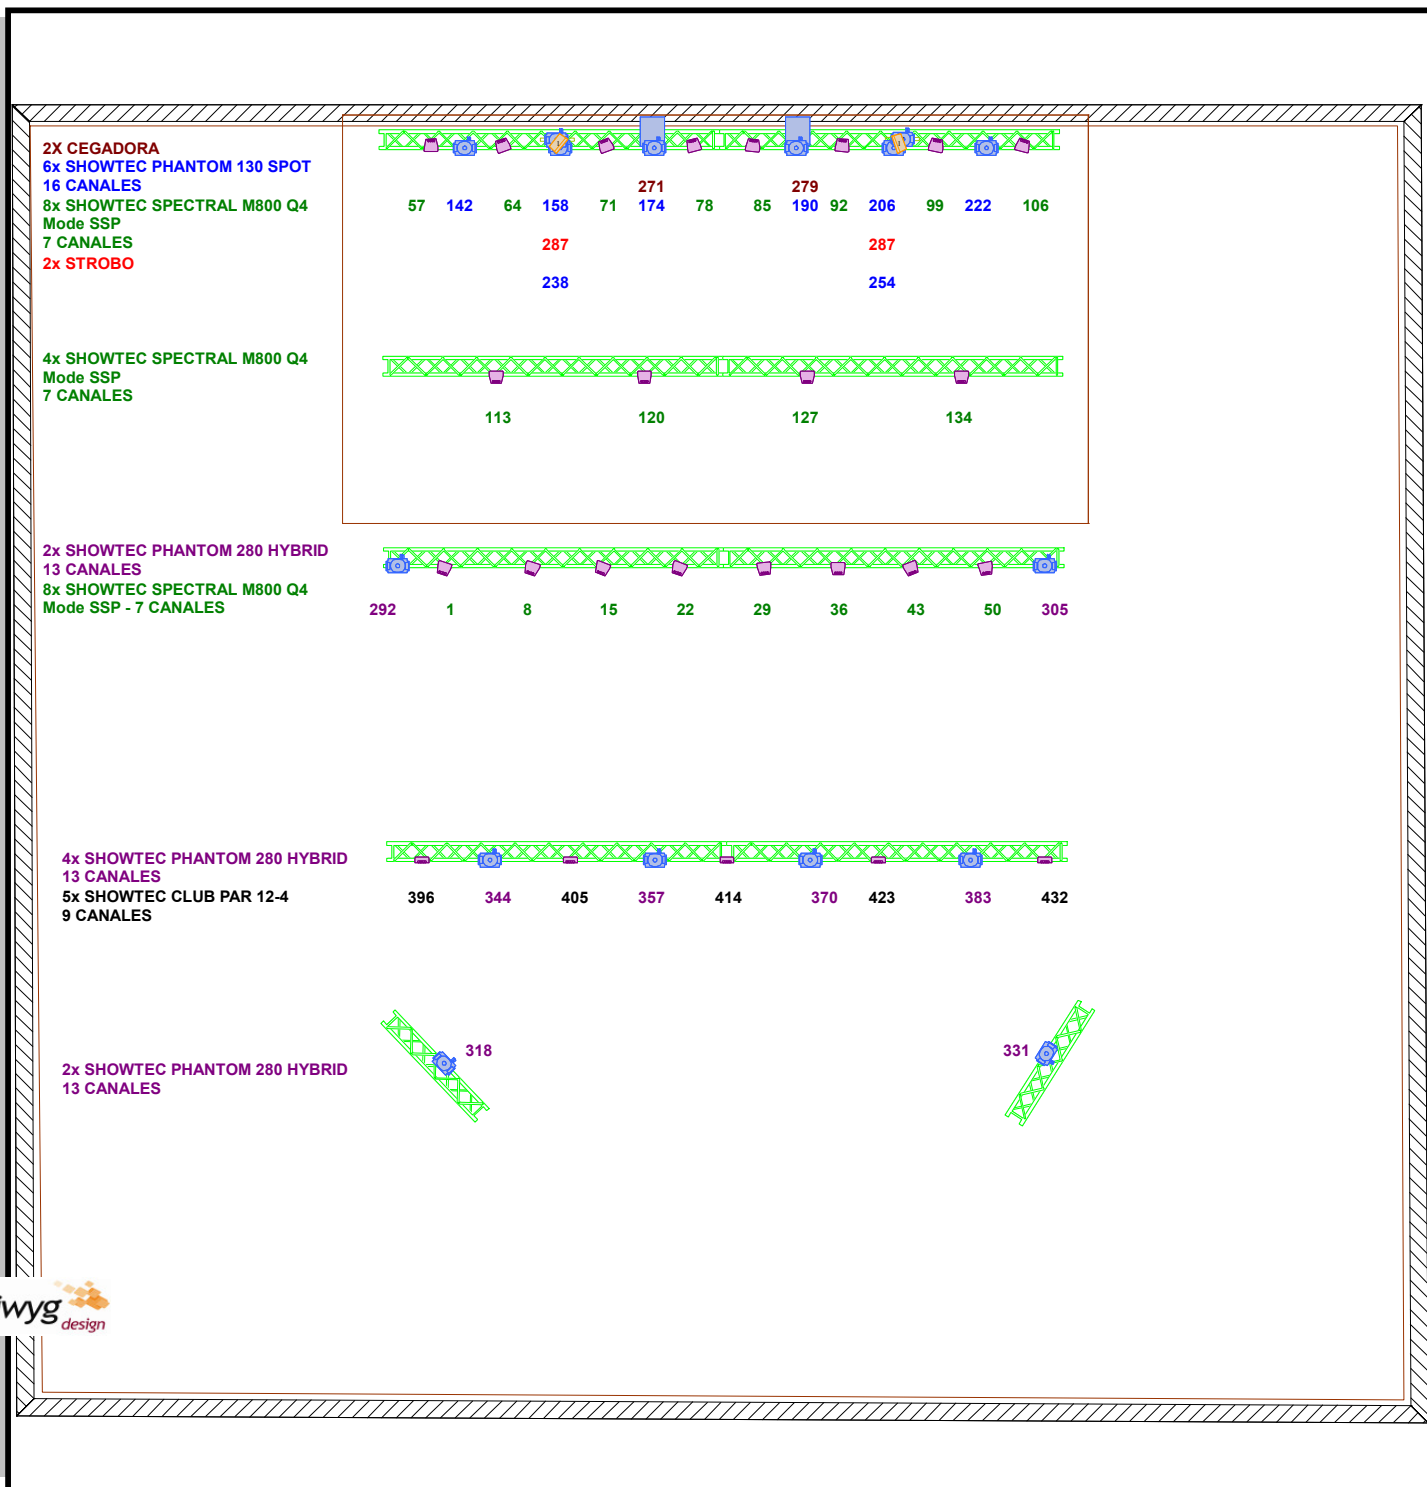 2X CEGADORA
6x SHOWTEC PHANTOM 130 SPOT
16 CANALES
8x SHOWTEC SPECTRAL M800 Q4
Mode SSP
7 CANALES
2x STROBO
271 279
57 142 64 158 71 174 78 85 190 92 206 99 222 106
287 287
238 254
4x SHOWTEC SPECTRAL M800 Q4
Mode SSP
7 CANALES
113 120 127 134
2x SHOWTEC PHANTOM 280 HYBRID
13 CANALES
8x SHOWTEC SPECTRAL M800 Q4
Mode SSP - 7 CANALES
292 1 8 15 22 29 36 43 50 305
4x SHOWTEC PHANTOM 280 HYBRID
13 CANALES
5x SHOWTEC CLUB PAR 12-4
9 CANALES
396 344 405 357 414 370 423 383 432
318 331
2x SHOWTEC PHANTOM 280 HYBRID
13 CANALES
iwyg
design